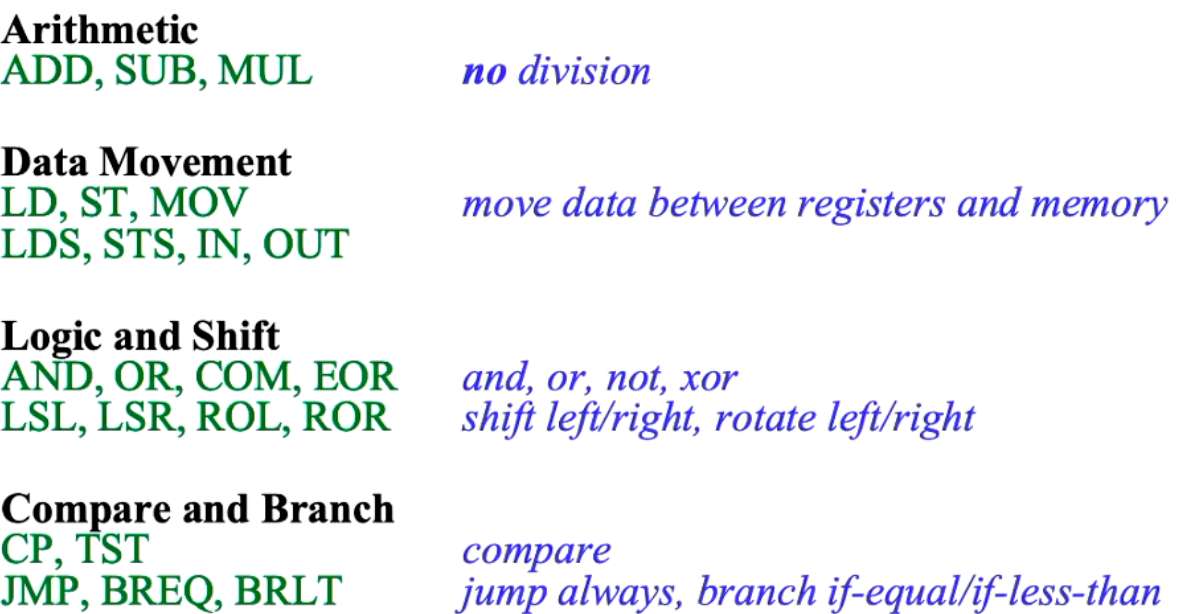 Arithmetic
ADD, SUB, MUL no division
Data Movement
LD, ST, MOV move data between registers and memory
LDS, STS, IN, OUT
Logic and Shift
AND, OR, COM, EOR and, or, not, xor
LSL, LSR, ROL, ROR shift left/right, rotate left/right
Compare and Branch
CP, TST compare
JMP, BREQ, BRLT jump always, branch if-equal/if-less-than